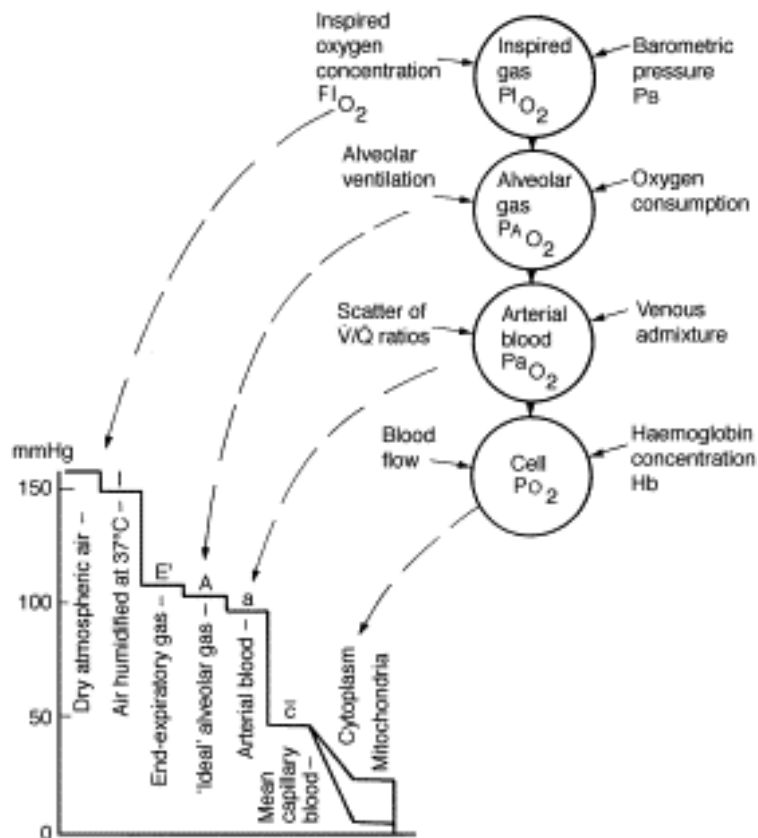 Inspired
oxygen
concentration
FIO2
Inspired
gas
PIO2
Barometric
pressure
PB
Alveolar
ventilation
Alveolar
gas
PAO2
Oxygen
consumption
Scatter of
V̇/Q̇ ratios
Arterial
blood
PaO2
Venous
admixture
Blood
flow
Cell
PO2
Haemoglobin
concentration
Hb
mmHg
150
100
50
0
Dry atmospheric air –
I
Air humidified at 37°C –
End-expiratory gas –
A
'Ideal' alveolar gas –
a
Arterial blood –
Mean
capillary
blood –
Cytoplasm
Mitochondria